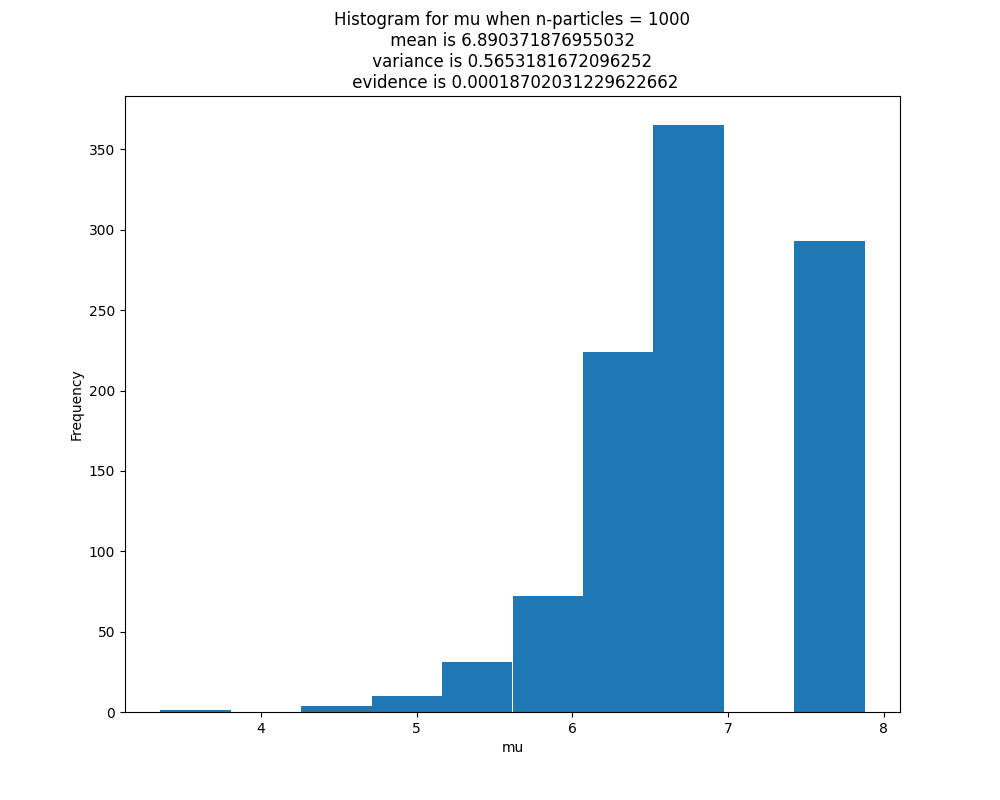 Histogram for mu when n-particles = 1000
mean is 6.890371876955032
variance is 0.5653181672096252
evidence is 0.00018702031229622662
350
300
250
200
150
100
50
0
Frequency
4 5 6 7 8
mu